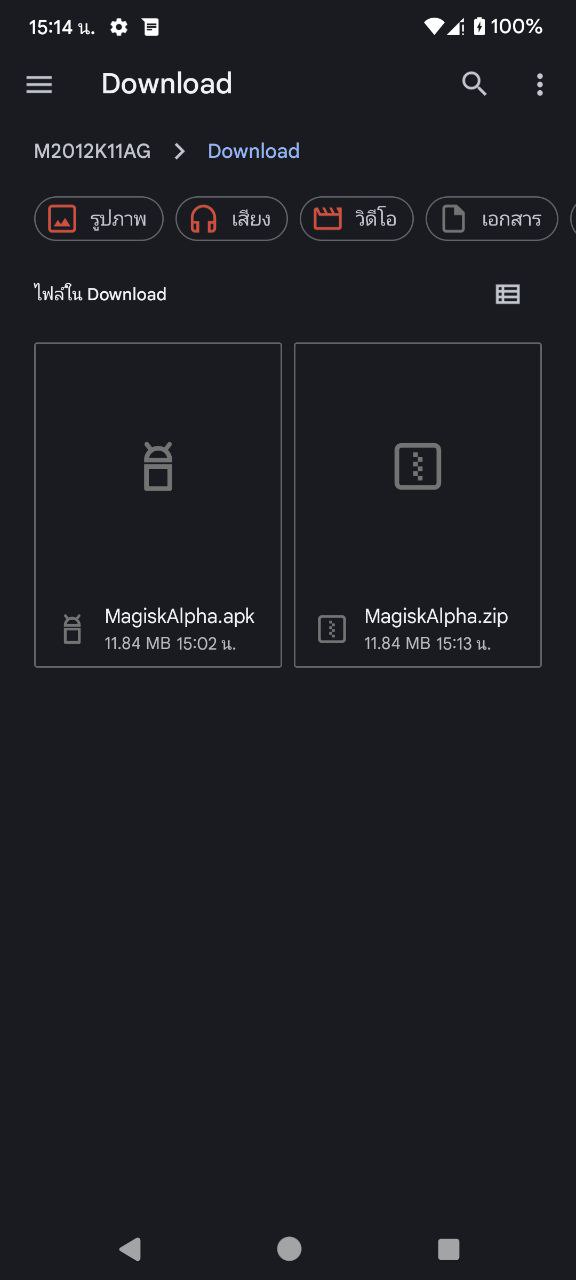 15:14 น. 100%
Download
M2012K11AG > Download
รูปภาพ เสียง วิดีโอ เอกสาร
ไฟล์ใน Download
MagiskAlpha.apk
11.84 MB 15:02 น.
MagiskAlpha.zip
11.84 MB 15:13 น.